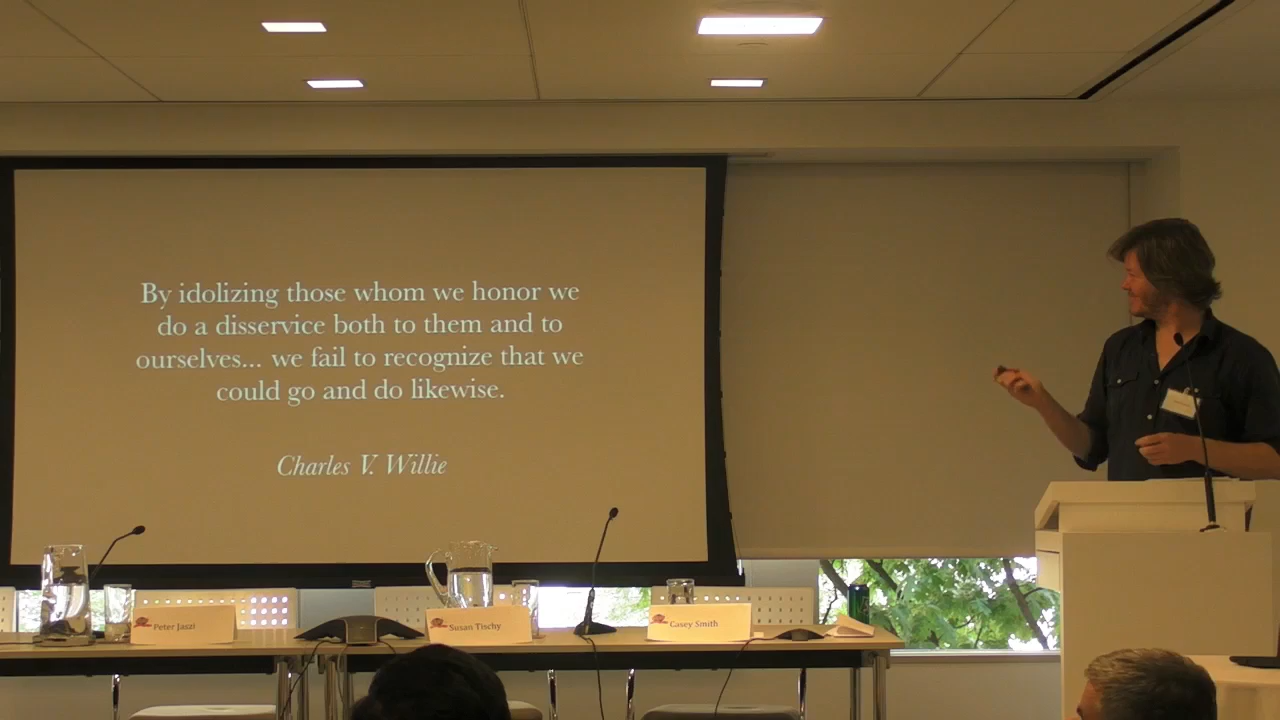 By idolizing those whom we honor we
do a disservice both to them and to
ourselves... we fail to recognize that we
could go and do likewise.
Charles V. Willie
Peter Jaszi
Susan Tischy
Casey Smith